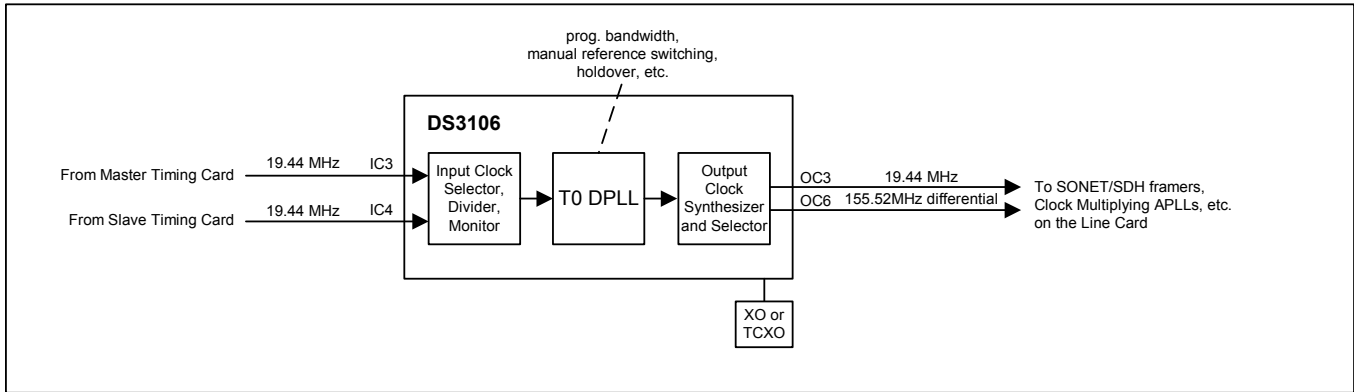 prog. bandwidth,
manual reference switching,
holdover, etc.
DS3106
From Master Timing Card
19.44 MHz
IC3
From Slave Timing Card
19.44 MHz
IC4
Input Clock
Selector,
Divider,
Monitor
T0 DPLL
Output
Clock
Synthesizer
and Selector
OC3
19.44 MHz
OC6
155.52MHz differential
To SONET/SDH framers,
Clock Multiplying APLLs, etc.
on the Line Card
XO or
TCXO